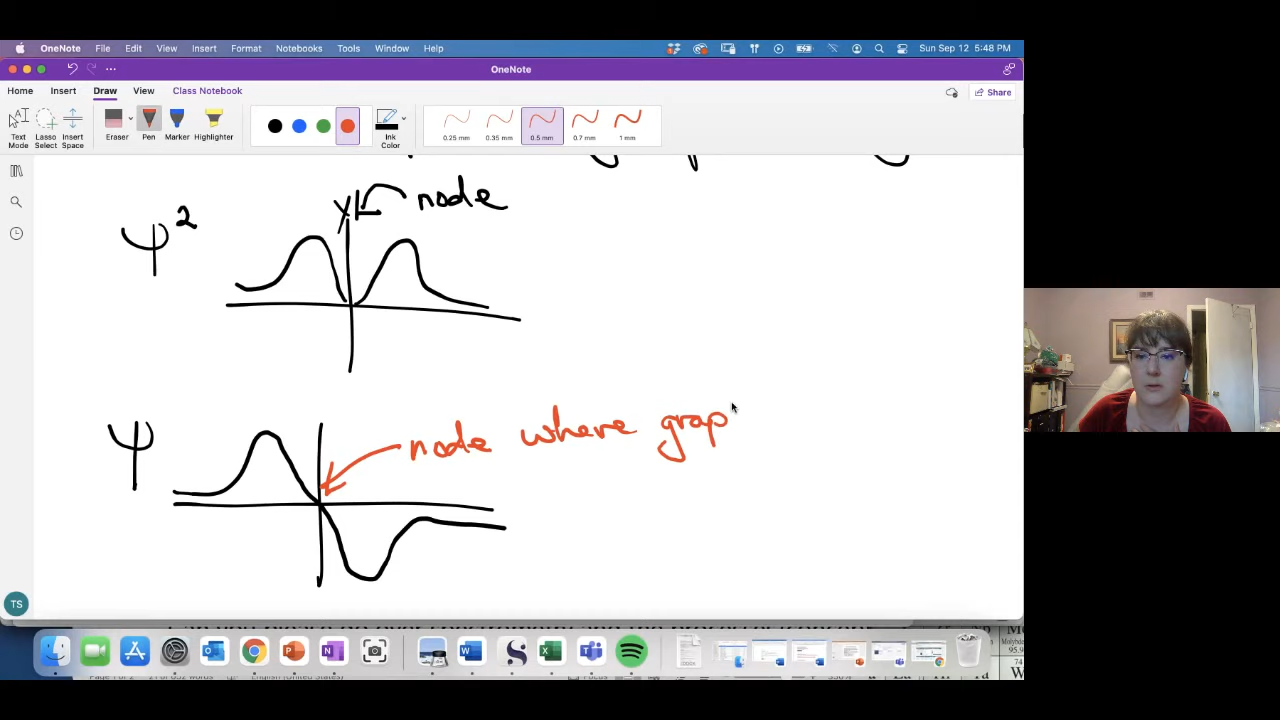 OneNote File Edit View Insert Format Notebooks Tools Window Help Sun Sep 12 5:48 PM
OneNote
Home Insert Draw View Class Notebook Share
Text Mode
Lasso Select
Insert Space
Eraser
Pen
Marker
Highlighter
Ink Color
0.25 mm
0.35 mm
0.5 mm
0.7 mm
1 mm
node
ψ²
y
ψ
node where grap
TS